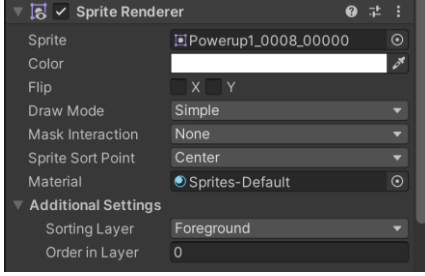 Sprite Renderer
Sprite Powerup1_0008_00000
Color
Flip X Y
Draw Mode Simple
Mask Interaction None
Sprite Sort Point Center
Material Sprites-Default
Additional Settings
Sorting Layer Foreground
Order in Layer 0